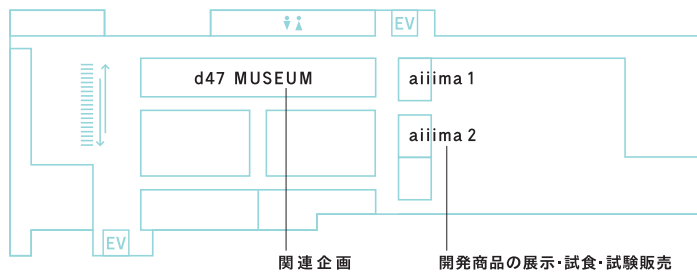 EV
d47 MUSEUM
aiiima 1
aiiima 2
EV
関連企画
開発商品の展示・試食・試験販売